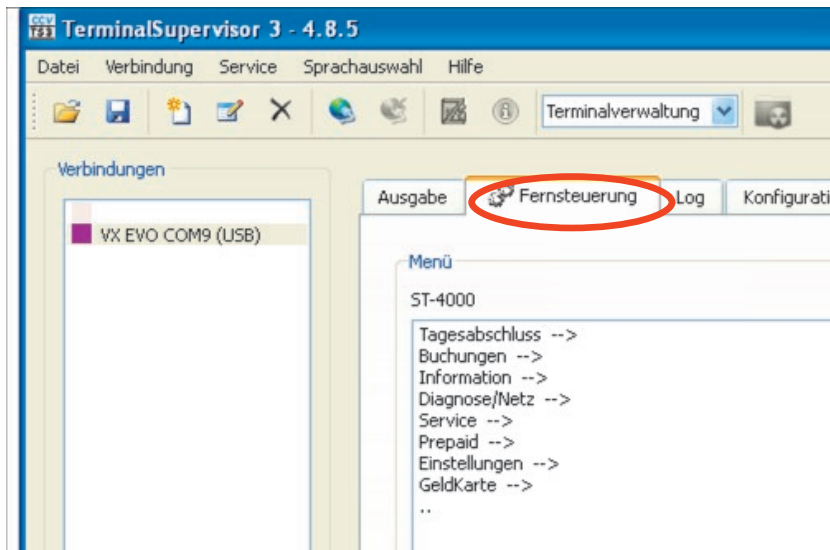 CCV
TS3
TerminalSupervisor 3 - 4.8.5
Datei Verbindung Service Sprachauswahl Hilfe
Terminalverwaltung
Verbindungen
VX EVO COM9 (USB)
Ausgabe Fernsteuerung Log Konfigurati
Menü
ST-4000
Tagesabschluss -->
Buchungen -->
Information -->
Diagnose/Netz -->
Service -->
Prepaid -->
Einstellungen -->
GeldKarte -->
..